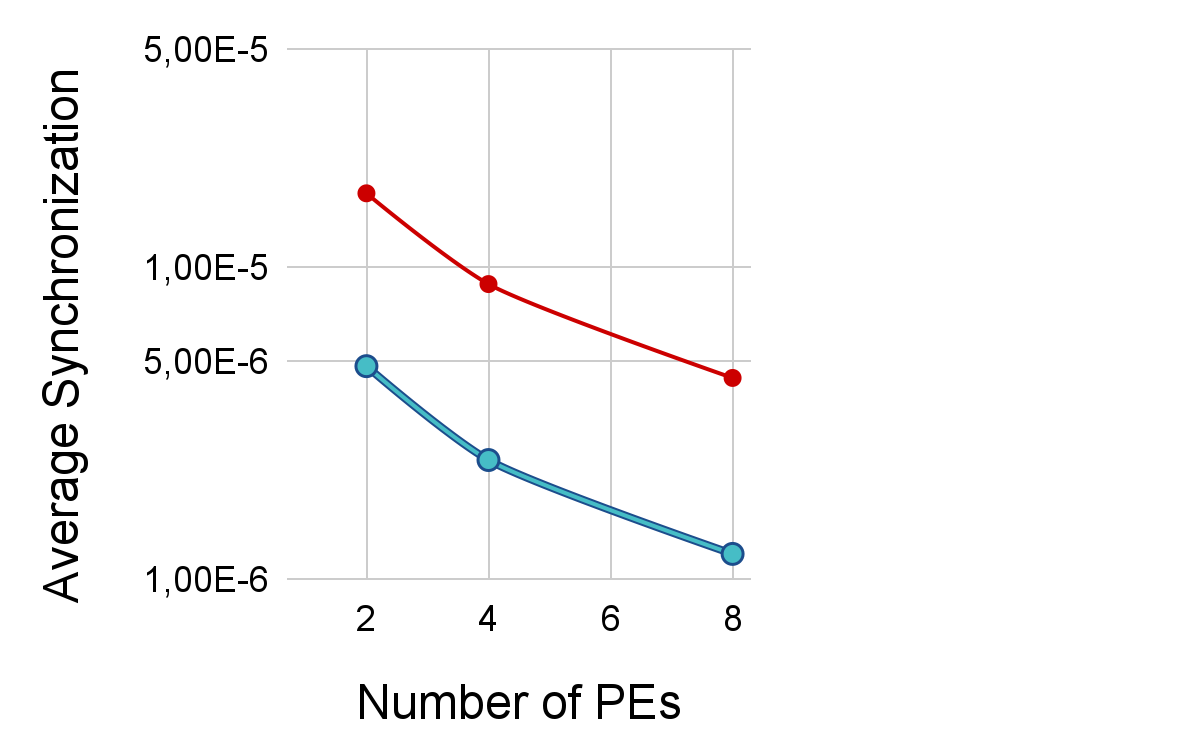 Average Synchronization
5,00E-5
1,00E-5
5,00E-6
1,00E-6
2 4 6 8
Number of PEs